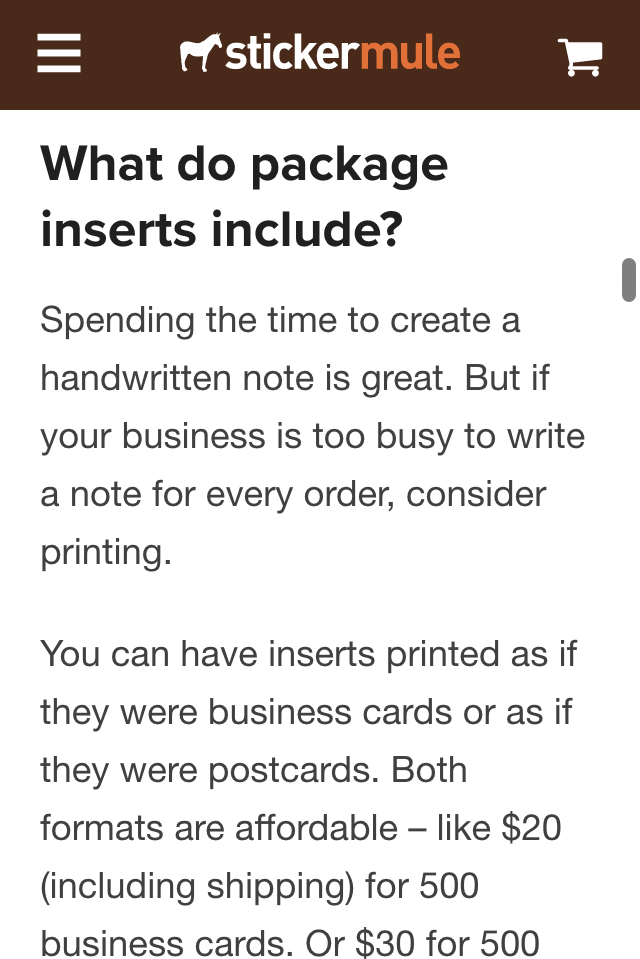 stickermule
What do package
inserts include?
Spending the time to create a
handwritten note is great. But if
your business is too busy to write
a note for every order, consider
printing.
You can have inserts printed as if
they were business cards or as if
they were postcards. Both
formats are affordable – like $20
(including shipping) for 500
business cards. Or $30 for 500